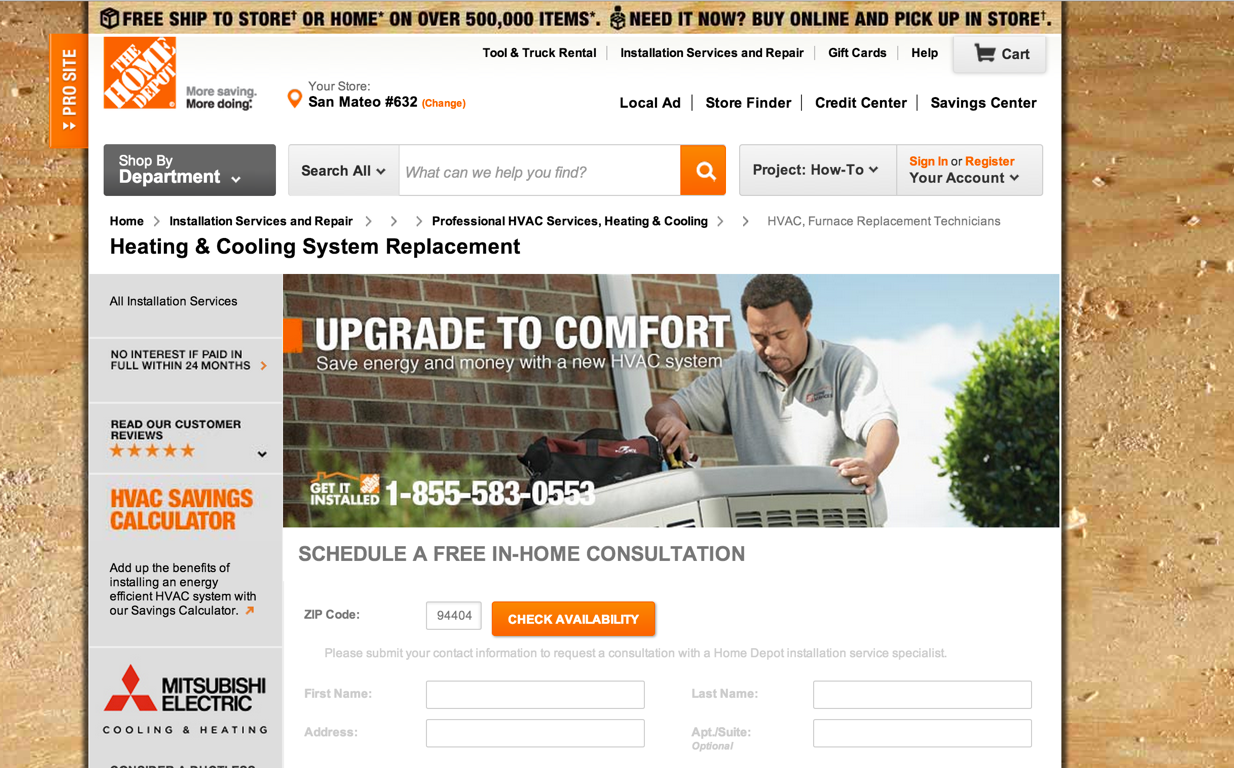 FREE SHIP TO STORE† OR HOME* ON OVER 500,000 ITEMS*. NEED IT NOW? BUY ONLINE AND PICK UP IN STORE†.
PRO SITE
THE HOME DEPOT
More saving.
More doing.
Tool & Truck Rental
Installation Services and Repair
Gift Cards
Help
Cart
Your Store:
San Mateo #632 (Change)
Local Ad
Store Finder
Credit Center
Savings Center
Shop By
Department
Search All
What can we help you find?
Project: How-To
Sign In or Register
Your Account
Home > Installation Services and Repair > > > Professional HVAC Services, Heating & Cooling > > HVAC, Furnace Replacement Technicians
Heating & Cooling System Replacement
All Installation Services
NO INTEREST IF PAID IN
FULL WITHIN 24 MONTHS >
READ OUR CUSTOMER
REVIEWS
HVAC SAVINGS
CALCULATOR
Add up the benefits of
installing an energy
efficient HVAC system with
our Savings Calculator.
MITSUBISHI
ELECTRIC
COOLING & HEATING
CONSIDER A DUCTLESS
UPGRADE TO COMFORT
Save energy and money with a new HVAC system
GET IT
INSTALLED
1-855-583-0553
SCHEDULE A FREE IN-HOME CONSULTATION
ZIP Code:
94404
CHECK AVAILABILITY
Please submit your contact information to request a consultation with a Home Depot installation service specialist.
First Name:
Last Name:
Address:
Apt./Suite:
Optional